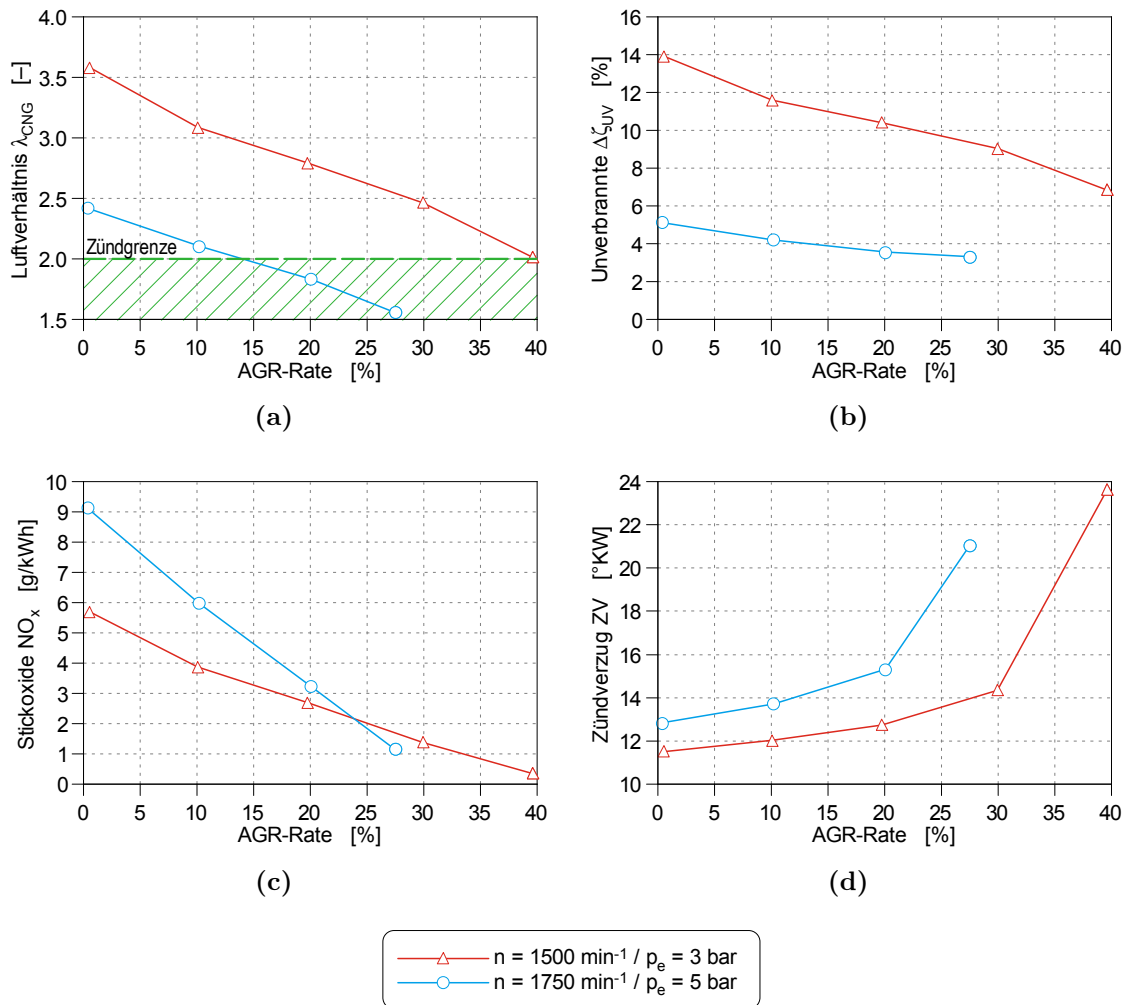 Luftverhältnis λCNG [–]
4.0
3.5
3.0
2.5
2.0
1.5
Zündgrenze
0 5 10 15 20 25 30 35 40
AGR-Rate [%]
(a)
Unverbrannte ΔζUV [%]
16
14
12
10
8
6
4
2
0
0 5 10 15 20 25 30 35 40
AGR-Rate [%]
(b)
Stickoxide NOx [g/kWh]
10
9
8
7
6
5
4
3
2
1
0
0 5 10 15 20 25 30 35 40
AGR-Rate [%]
(c)
Zündverzug ZV [°KW]
24
22
20
18
16
14
12
10
0 5 10 15 20 25 30 35 40
AGR-Rate [%]
(d)
n = 1500 min⁻¹ / pe = 3 bar
n = 1750 min⁻¹ / pe = 5 bar